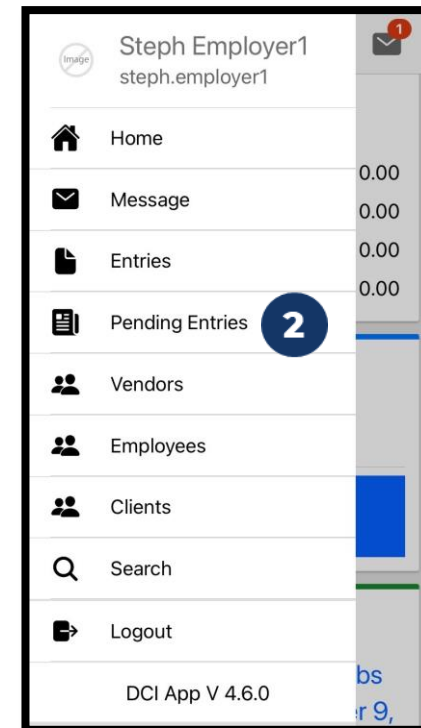 Image
Steph Employer1
steph.employer1
1
Home
Message
Entries
Pending Entries 2
Vendors
Employees
Clients
Search
Logout
DCI App V 4.6.0
0.00
0.00
0.00
0.00
bs
r 9,